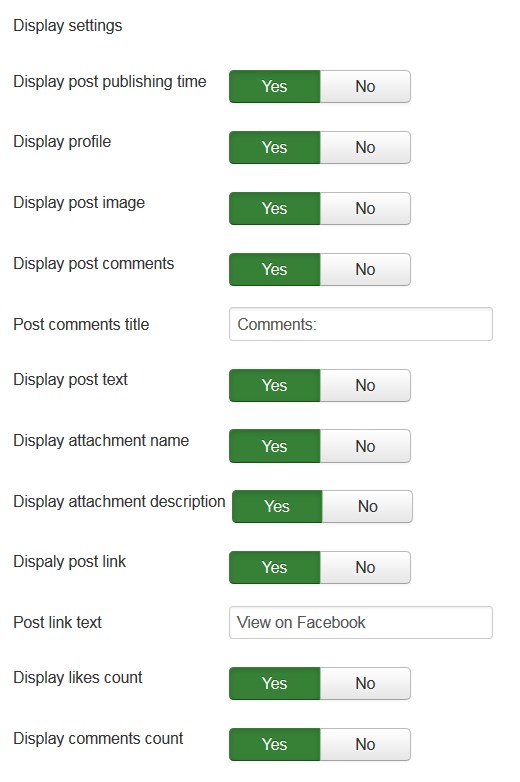 Display settings
Display post publishing time Yes No
Display profile Yes No
Display post image Yes No
Display post comments Yes No
Post comments title Comments:
Display post text Yes No
Display attachment name Yes No
Display attachment description Yes No
Dispaly post link Yes No
Post link text View on Facebook
Display likes count Yes No
Display comments count Yes No